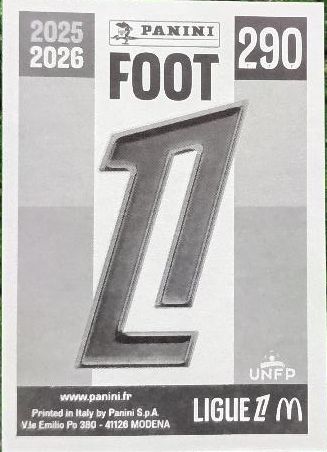 2025
2026
PANINI
FOOT
290
UNFP
www.panini.fr
Printed in Italy by Panini S.p.A.
V.le Emilio Po 380 - 41126 MODENA
LIGUE 1